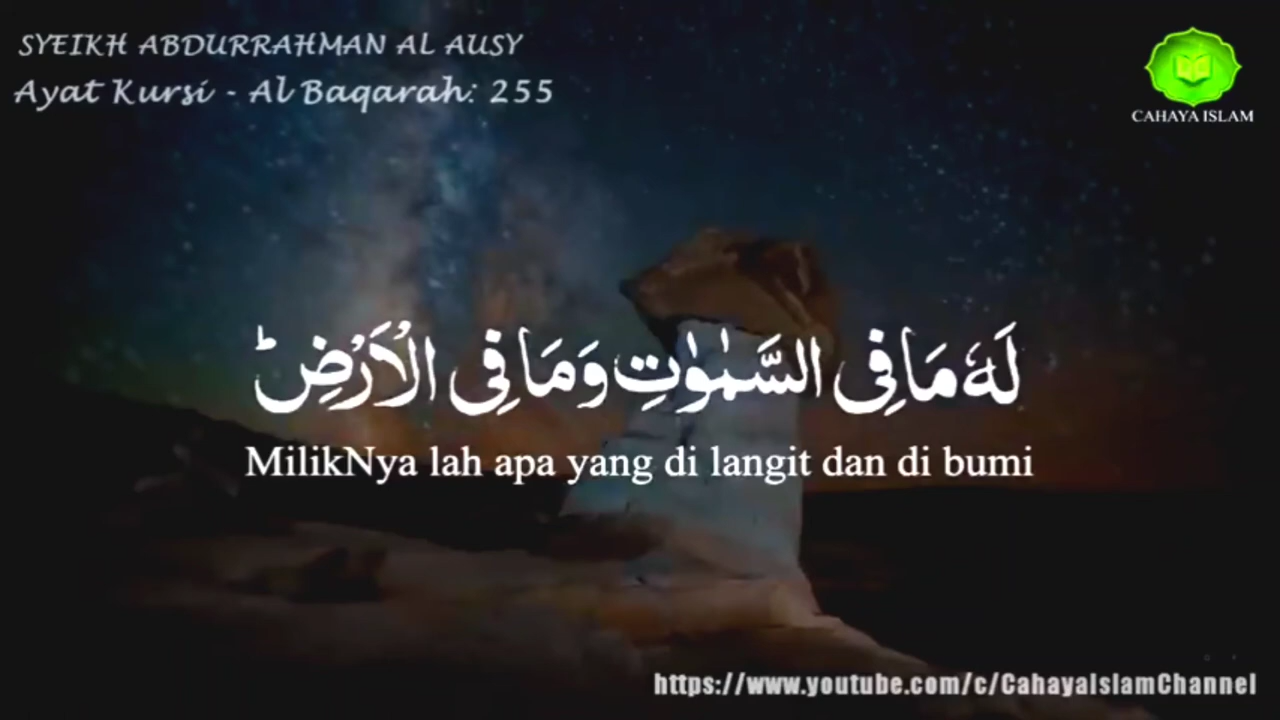 SYEIKH ABDURRAHMAN AL AUSY
Ayat Kursi - Al Baqarah: 255
CAHAYA ISLAM
لَهٗ مَا فِى السَّمٰوٰتِ وَمَا فِى الْاَرْضِ ؕ
MilikNya lah apa yang di langit dan di bumi
https://www.youtube.com/c/CahayaIslamChannel